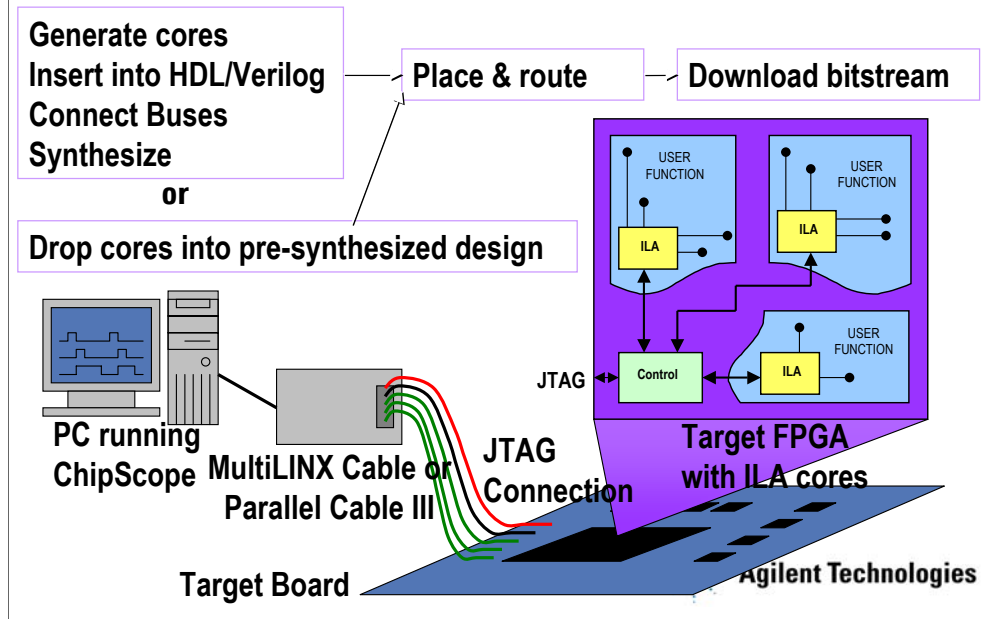 Generate cores
Insert into HDL/Verilog
Connect Buses
Synthesize
or
Drop cores into pre-synthesized design
Place & route
Download bitstream
USER
FUNCTION
ILA
USER
FUNCTION
ILA
USER
FUNCTION
ILA
Control
JTAG
PC running
ChipScope
MultiLINX Cable or
Parallel Cable III
JTAG
Connection
Target FPGA
with ILA cores
Target Board
Agilent Technologies